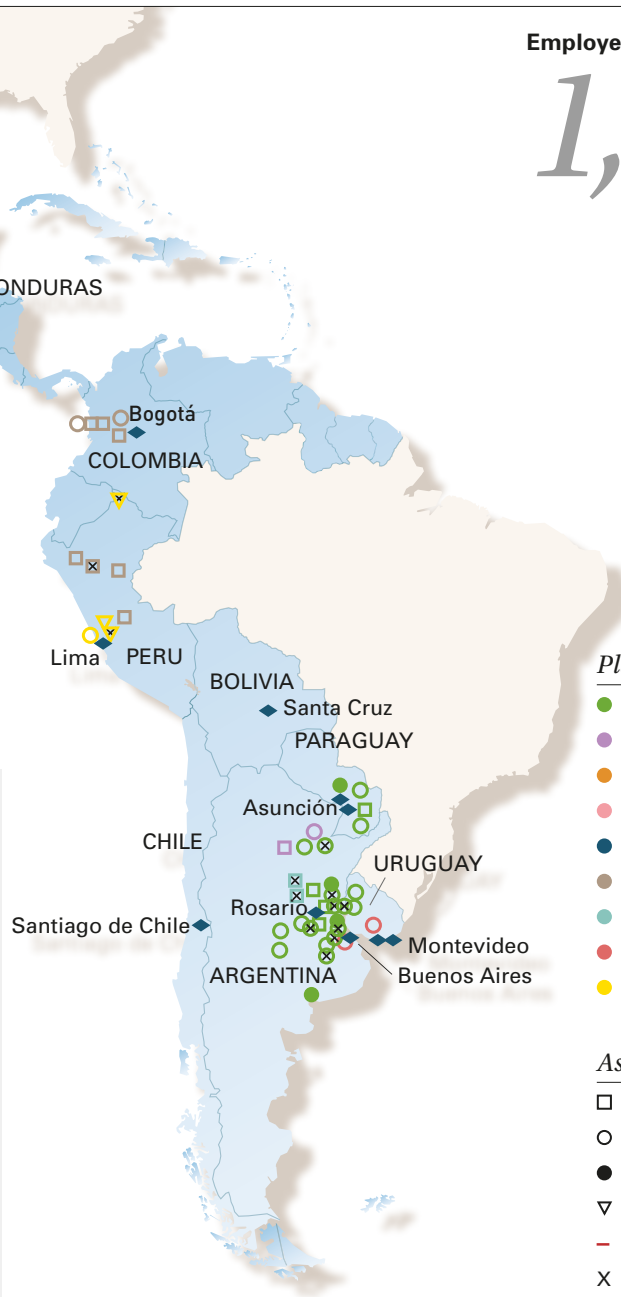 Employe
1,
ONDURAS
Bogotá
COLOMBIA
Lima
PERU
BOLIVIA
Santa Cruz
PARAGUAY
Asunción
CHILE
URUGUAY
Rosario
Santiago de Chile
Montevideo
ARGENTINA
Buenos Aires
Pl
As
X